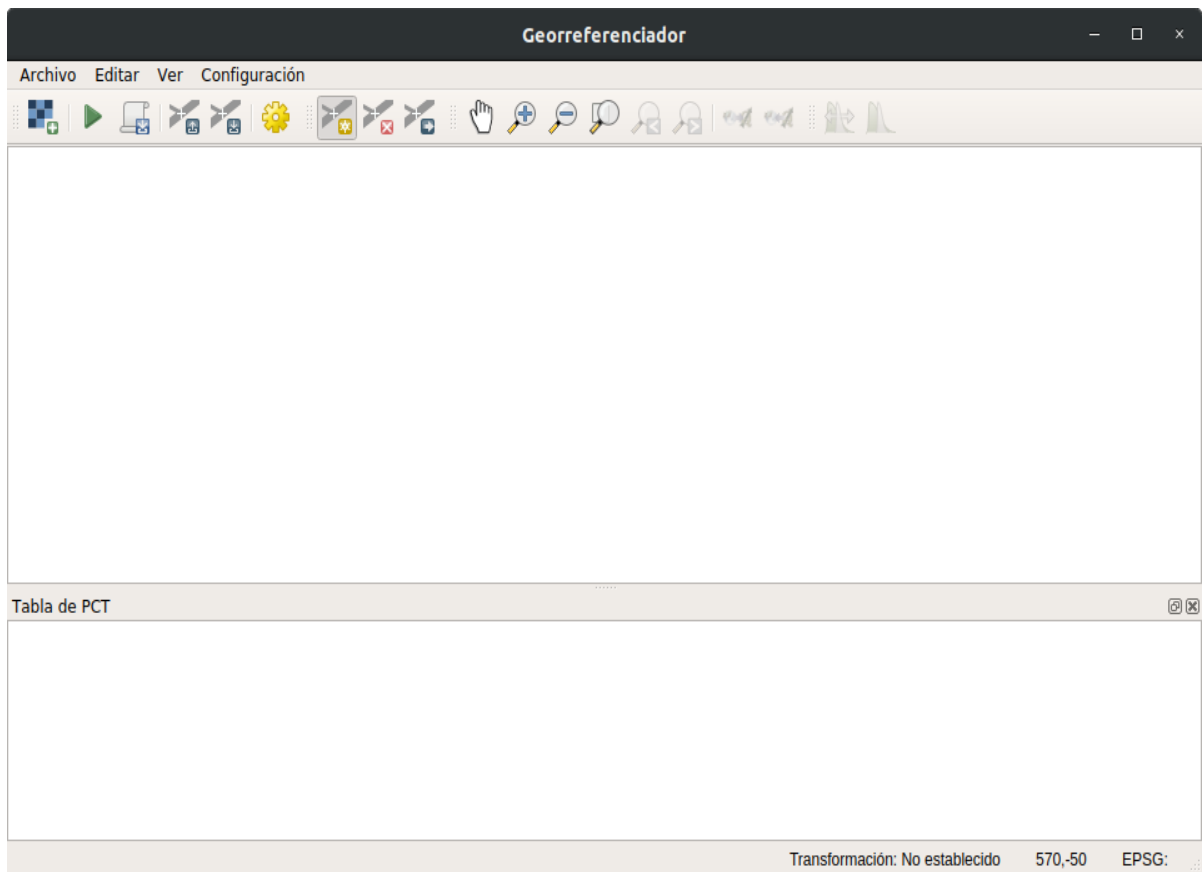 Georreferenciador
Archivo Editar Ver Configuración
Tabla de PCT
Transformación: No establecido 570,-50 EPSG: